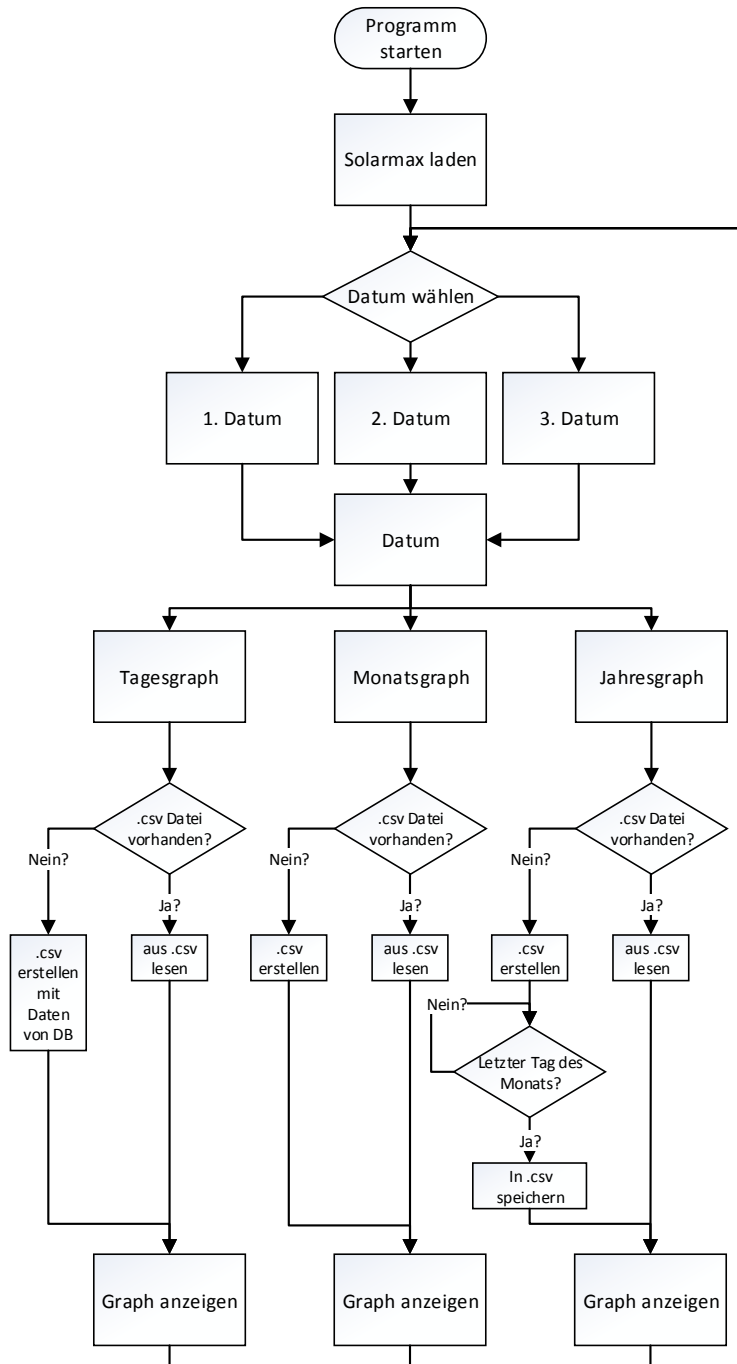 Programm
starten
Solarmax laden
Datum wählen
1. Datum
2. Datum
3. Datum
Datum
Tagesgraph
Monatsgraph
Jahresgraph
.csv Datei
vorhanden?
.csv Datei
vorhanden?
.csv Datei
vorhanden?
Nein?
Nein?
Nein?
Ja?
Ja?
Ja?
.csv
erstellen
mit
Daten
von DB
aus .csv
lesen
.csv
erstellen
aus .csv
lesen
.csv
erstellen
aus .csv
lesen
Nein?
Letzter Tag des
Monats?
Ja?
In .csv
speichern
Graph anzeigen
Graph anzeigen
Graph anzeigen